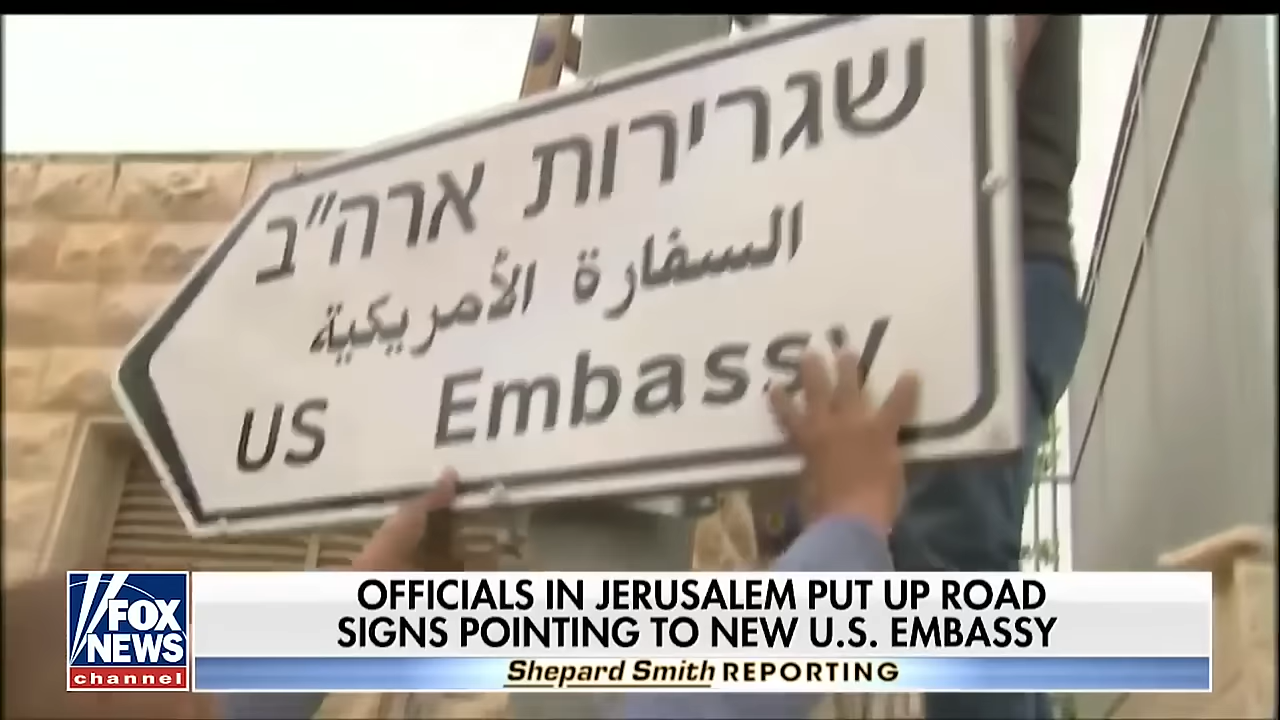 שגרירות ארה"ב
السفارة الأمريكية
US Embassy
FOX
NEWS
channel
OFFICIALS IN JERUSALEM PUT UP ROAD
SIGNS POINTING TO NEW U.S. EMBASSY
Shepard Smith REPORTING